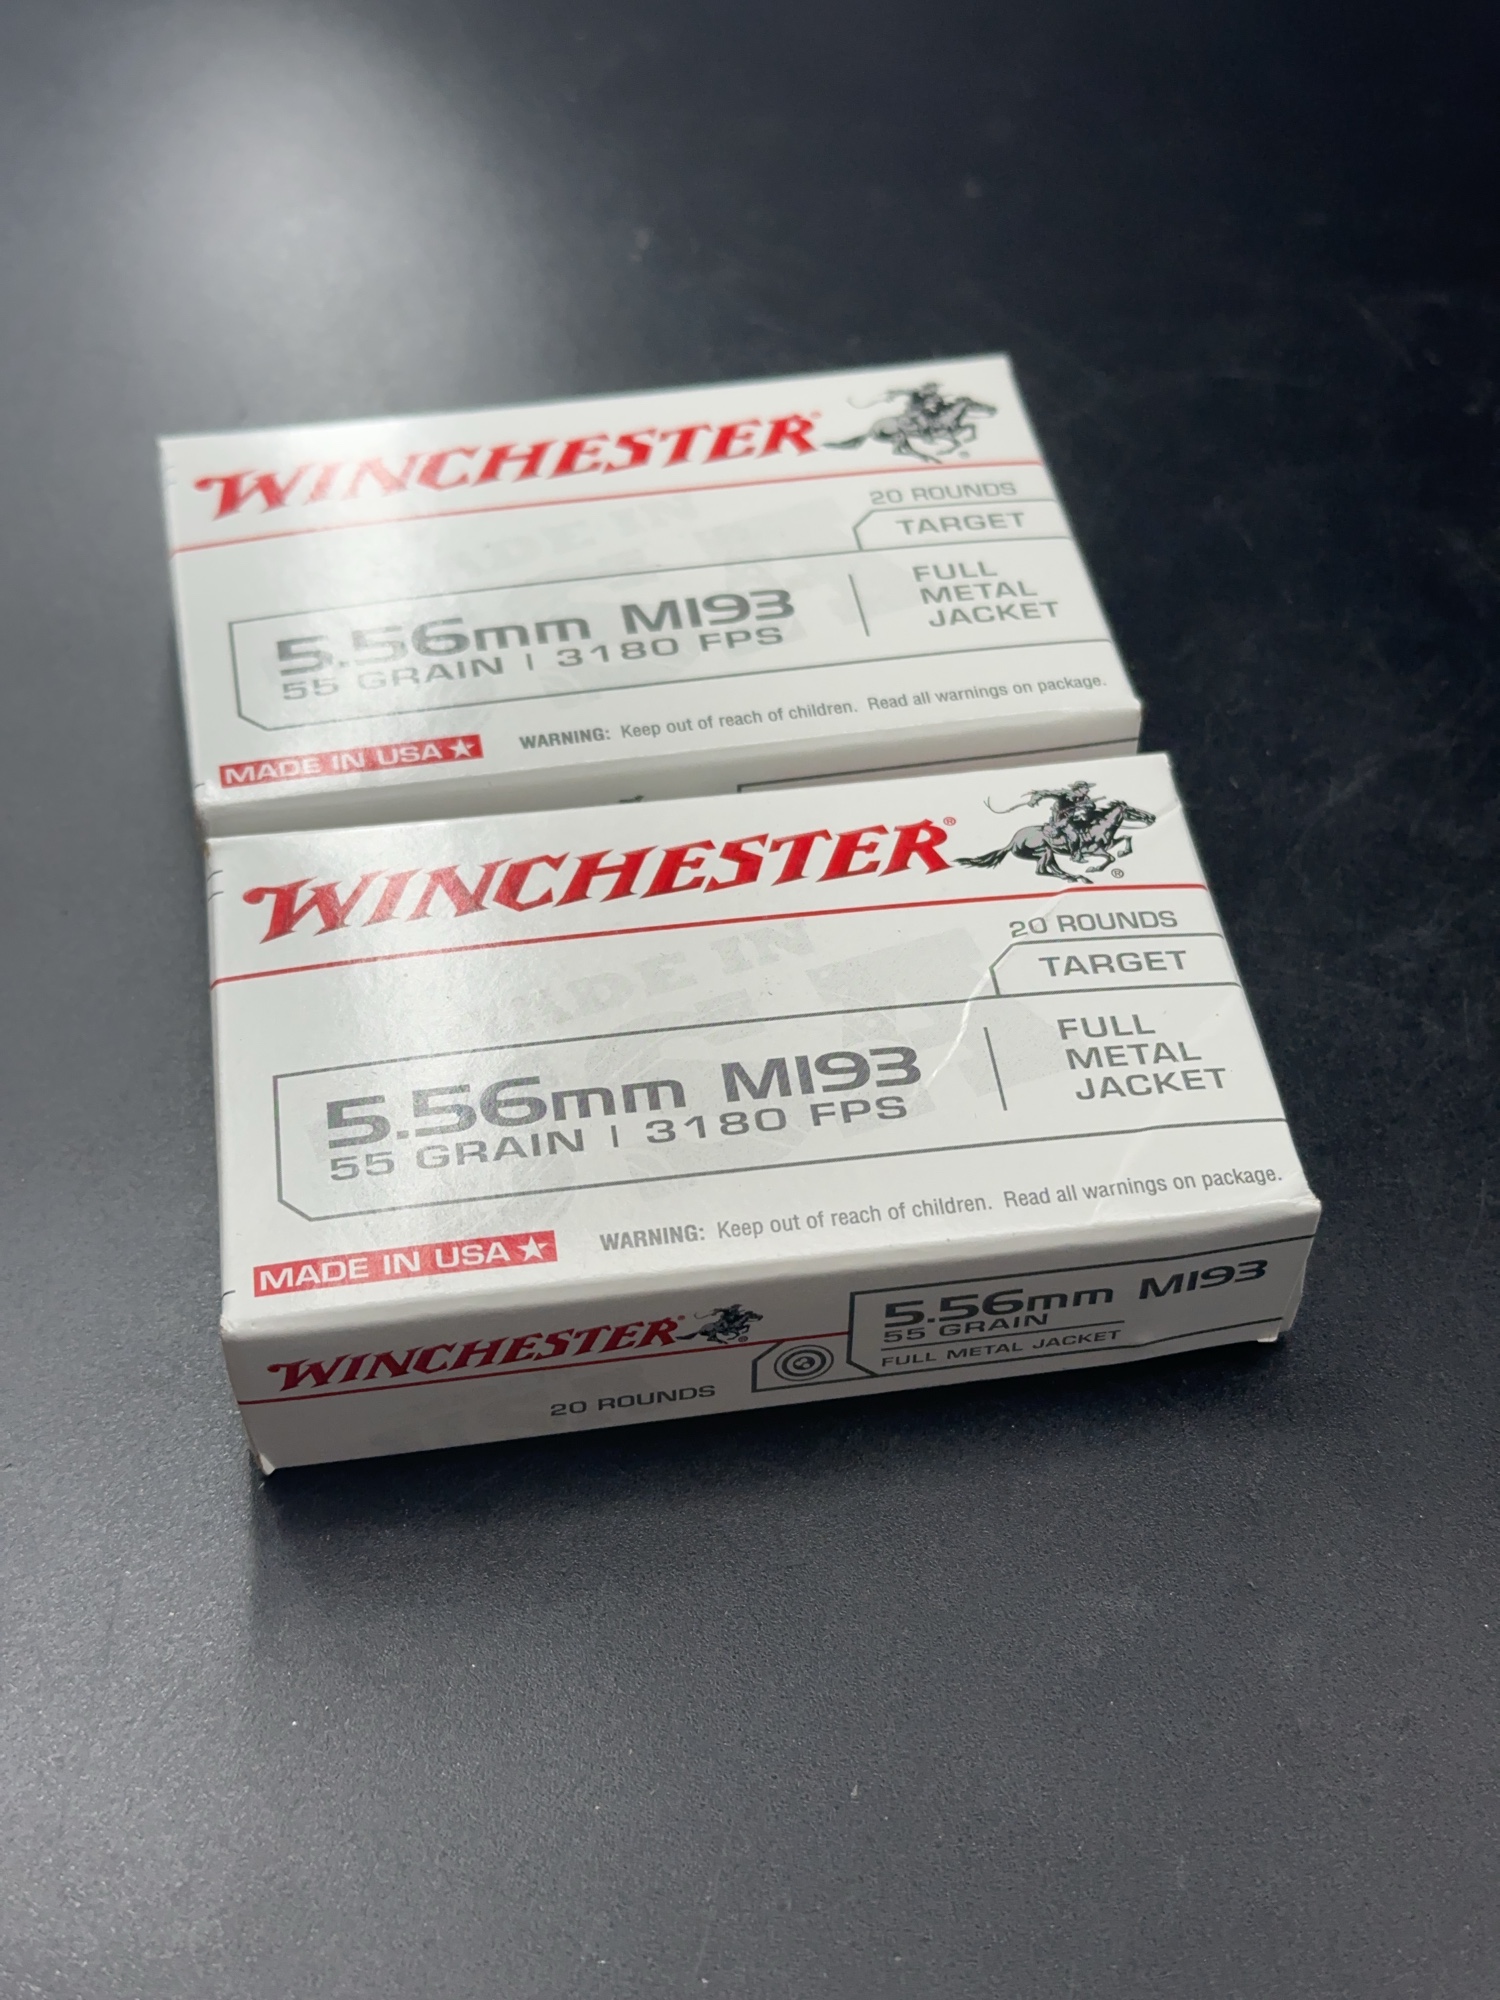 WINCHESTER®
®
20 ROUNDS
TARGET
5.56mm M193
55 GRAIN | 3180 FPS
FULL
METAL
JACKET
MADE IN USA
WARNING: Keep out of reach of children. Read all warnings on package.
WINCHESTER®
®
20 ROUNDS
TARGET
MADE IN
5.56mm M193
55 GRAIN | 3180 FPS
FULL
METAL
JACKET
MADE IN USA
WARNING: Keep out of reach of children. Read all warnings on package.
WINCHESTER®
®
20 ROUNDS
5.56mm M193
55 GRAIN
FULL METAL JACKET